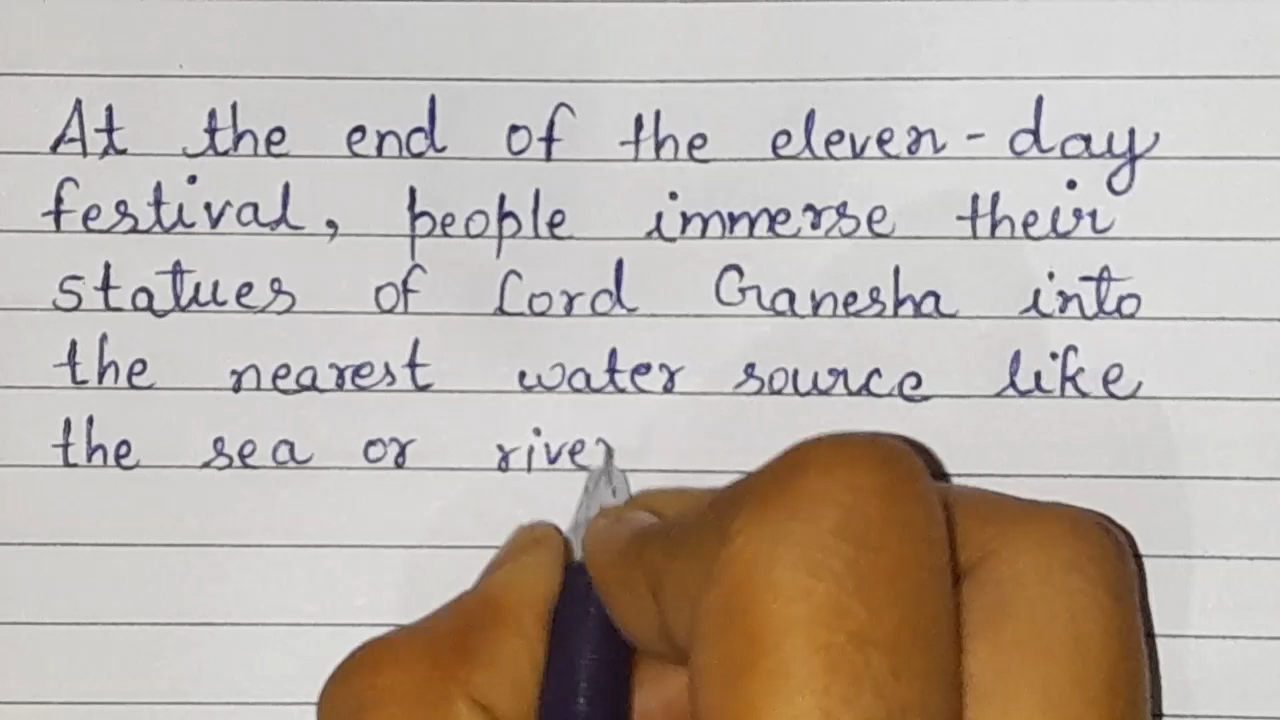 At the end of the eleven-day
festival, people immerse their
statues of Lord Ganesha into
the nearest water source like
the sea or river